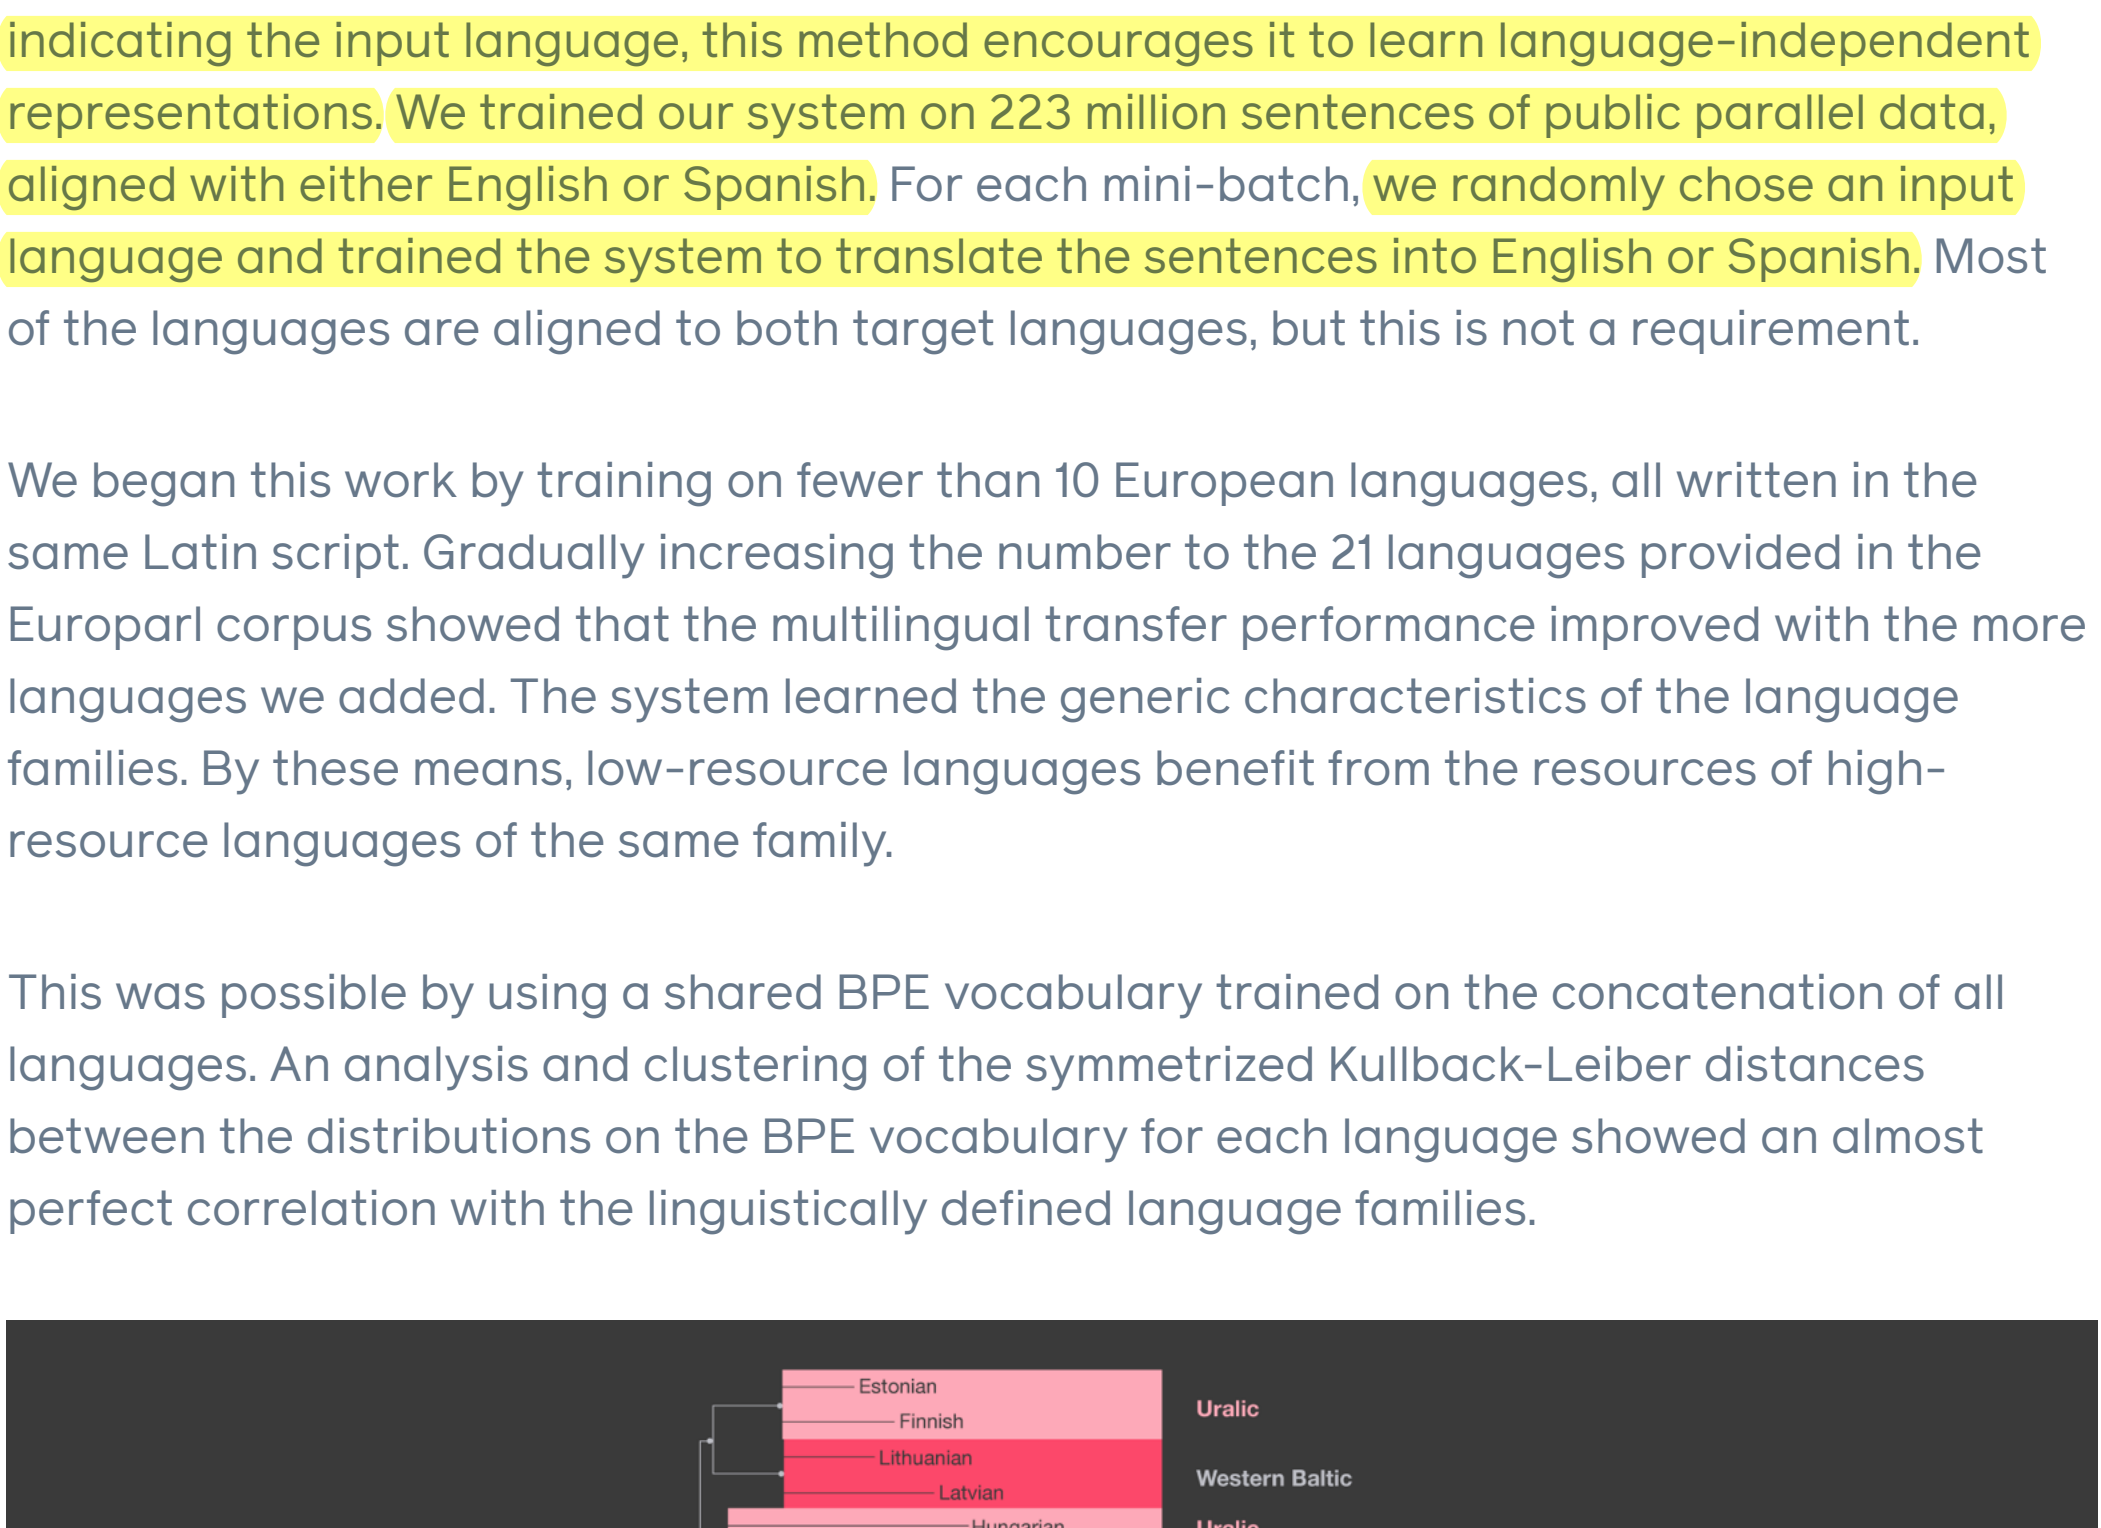 indicating the input language, this method encourages it to learn language-independent
representations. We trained our system on 223 million sentences of public parallel data,
aligned with either English or Spanish. For each mini-batch, we randomly chose an input
language and trained the system to translate the sentences into English or Spanish. Most
of the languages are aligned to both target languages, but this is not a requirement.
We began this work by training on fewer than 10 European languages, all written in the
same Latin script. Gradually increasing the number to the 21 languages provided in the
Europarl corpus showed that the multilingual transfer performance improved with the more
languages we added. The system learned the generic characteristics of the language
families. By these means, low-resource languages benefit from the resources of high-
resource languages of the same family.
This was possible by using a shared BPE vocabulary trained on the concatenation of all
languages. An analysis and clustering of the symmetrized Kullback-Leiber distances
between the distributions on the BPE vocabulary for each language showed an almost
perfect correlation with the linguistically defined language families.
Estonian
Uralic
Finnish
Lithuanian
Western Baltic
Latvian
Hungarian
Uralic